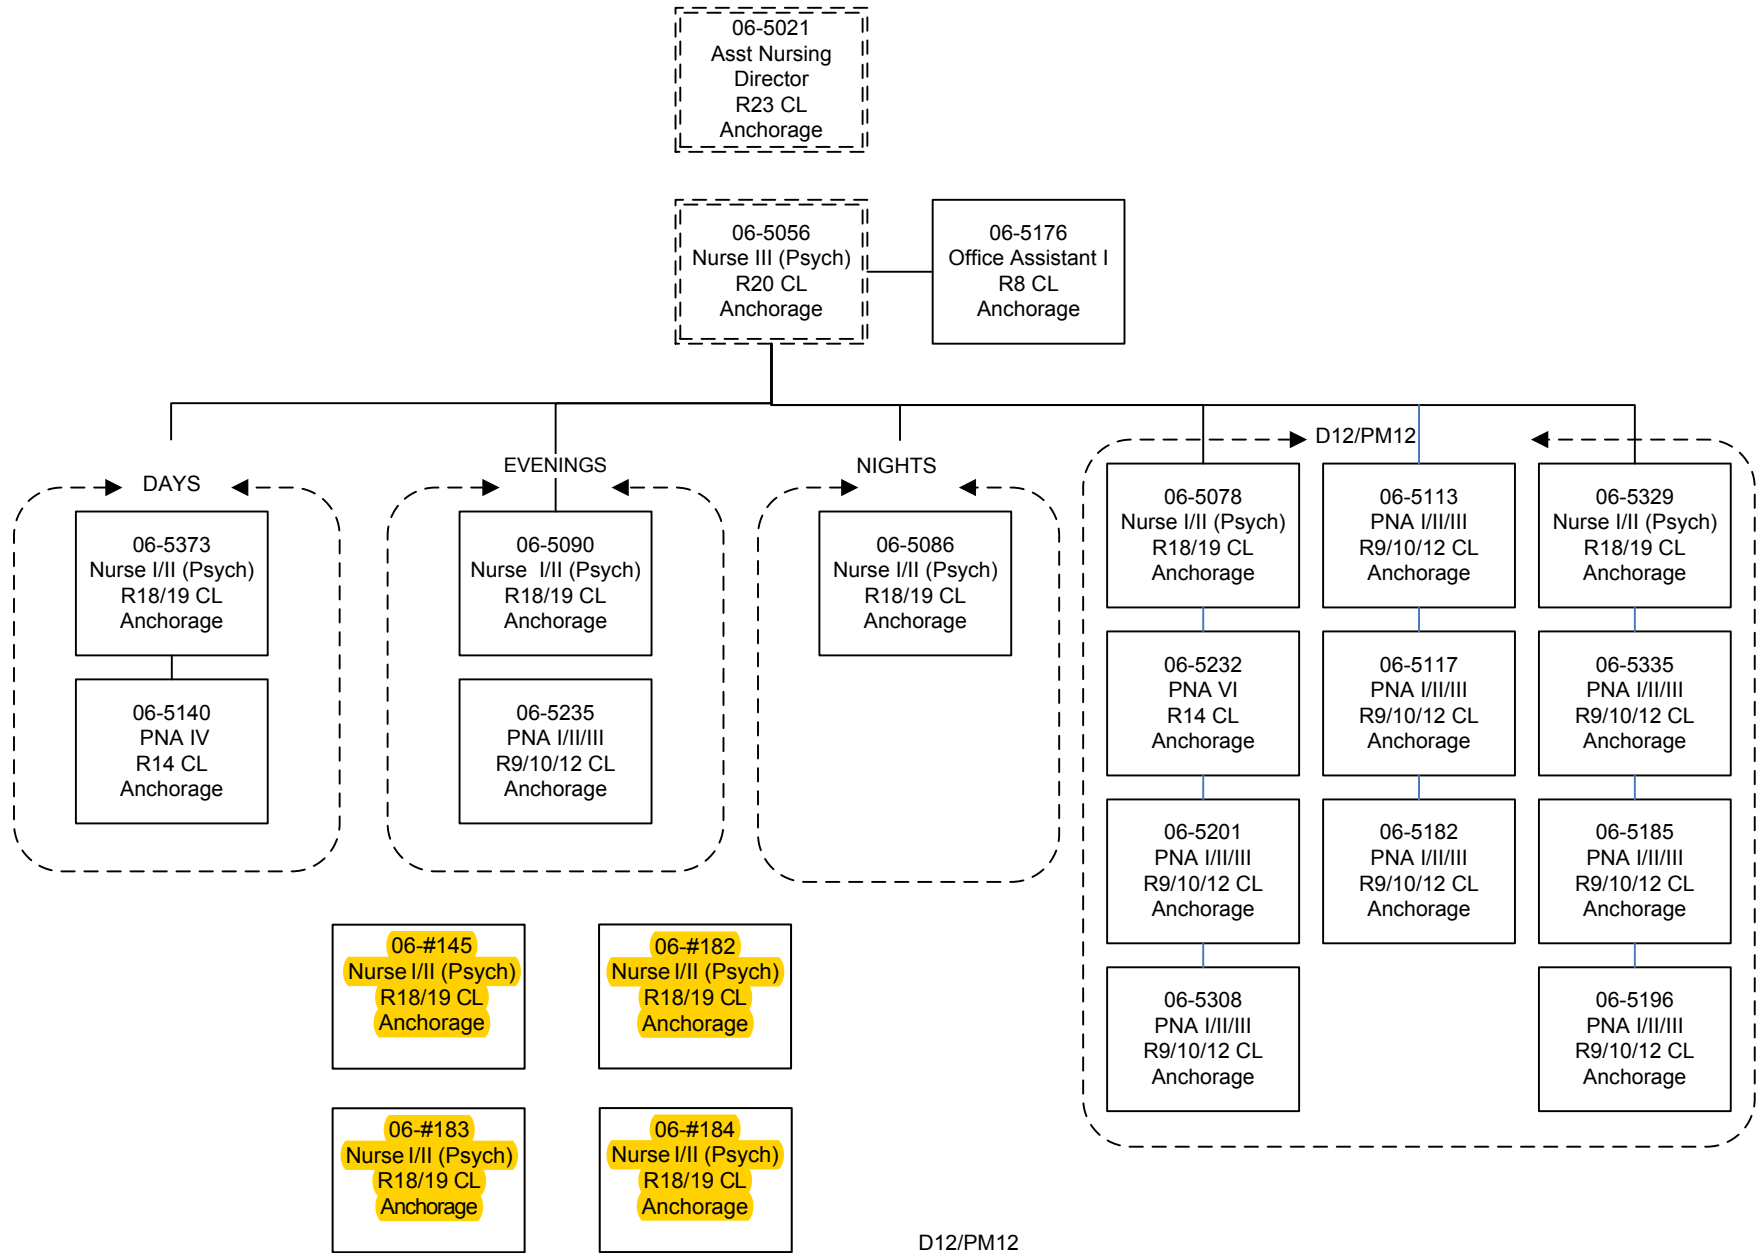 06-5021
Asst Nursing
Director
R23 CL
Anchorage
06-5056
Nurse III (Psych)
R20 CL
Anchorage
06-5176
Office Assistant I
R8 CL
Anchorage
DAYS
06-5373
Nurse I/II (Psych)
R18/19 CL
Anchorage
06-5140
PNA IV
R14 CL
Anchorage
EVENINGS
06-5090
Nurse  I/II (Psych)
R18/19 CL
Anchorage
06-5235
PNA I/II/III
R9/10/12 CL
Anchorage
NIGHTS
06-5086
Nurse I/II (Psych)
R18/19 CL
Anchorage
D12/PM12
06-5078
Nurse I/II (Psych)
R18/19 CL
Anchorage
06-5232
PNA VI
R14 CL
Anchorage
06-5201
PNA I/II/III
R9/10/12 CL
Anchorage
06-5308
PNA I/II/III
R9/10/12 CL
Anchorage
06-5113
PNA I/II/III
R9/10/12 CL
Anchorage
06-5117
PNA I/II/III
R9/10/12 CL
Anchorage
06-5182
PNA I/II/III
R9/10/12 CL
Anchorage
06-5329
Nurse I/II (Psych)
R18/19 CL
Anchorage
06-5335
PNA I/II/III
R9/10/12 CL
Anchorage
06-5185
PNA I/II/III
R9/10/12 CL
Anchorage
06-5196
PNA I/II/III
R9/10/12 CL
Anchorage
06-#145
Nurse I/II (Psych)
R18/19 CL
Anchorage
06-#182
Nurse I/II (Psych)
R18/19 CL
Anchorage
06-#183
Nurse I/II (Psych)
R18/19 CL
Anchorage
06-#184
Nurse I/II (Psych)
R18/19 CL
Anchorage
D12/PM12